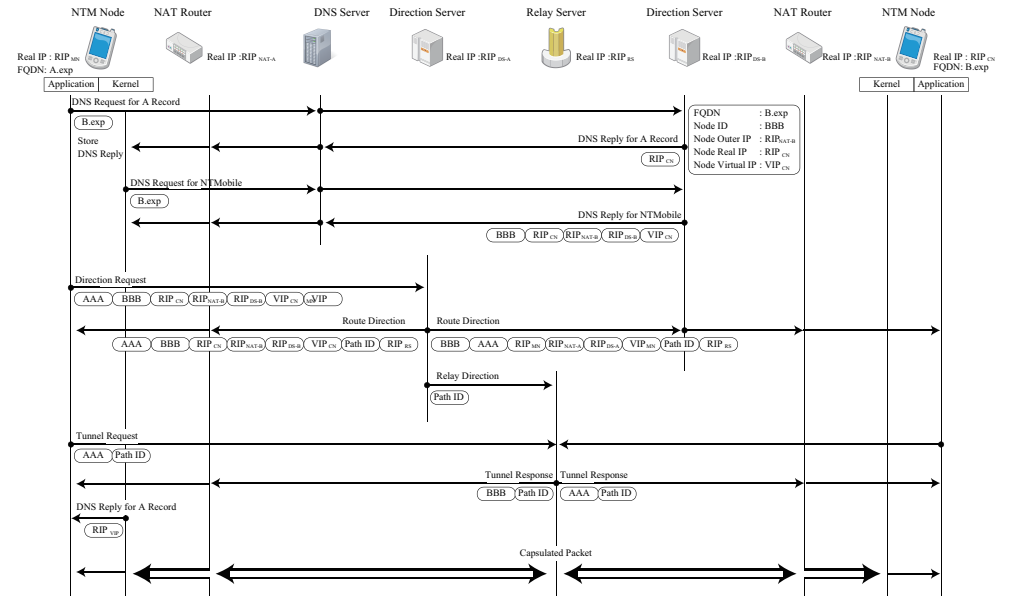 NTM Node
NAT Router
DNS Server
Direction Server
Relay Server
Direction Server
NAT Router
NTM Node
Real IP : RIP MN
FQDN: A.exp
Real IP :RIP NAT-A
Real IP :RIP DS-A
Real IP :RIP RS
Real IP :RIP DS-B
Real IP :RIP NAT-B
Real IP : RIP CN
FQDN: B.exp
Application
Kernel
Kernel
Application
DNS Request for A Record
B.exp
FQDN : B.exp
Node ID : BBB
Node Outer IP : RIP NAT-B
Node Real IP : RIP CN
Node Virtual IP : VIP CN
Store
DNS Reply
DNS Reply for A Record
RIP CN
DNS Request for NTMobile
B.exp
DNS Reply for NTMobile
BBB RIP CN RIP NAT-B RIP DS-B VIP CN
Direction Request
AAA BBB RIP CN RIP NAT-B RIP DS-B VIP CN VIP MN
Route Direction
Route Direction
AAA BBB RIP CN RIP NAT-B RIP DS-B VIP CN Path ID RIP RS
BBB AAA RIP MN RIP NAT-A RIP DS-A VIP MN Path ID RIP RS
Relay Direction
Path ID
Tunnel Request
AAA Path ID
Tunnel Response
Tunnel Response
BBB Path ID
AAA Path ID
DNS Reply for A Record
RIP VIP
Capsulated Packet